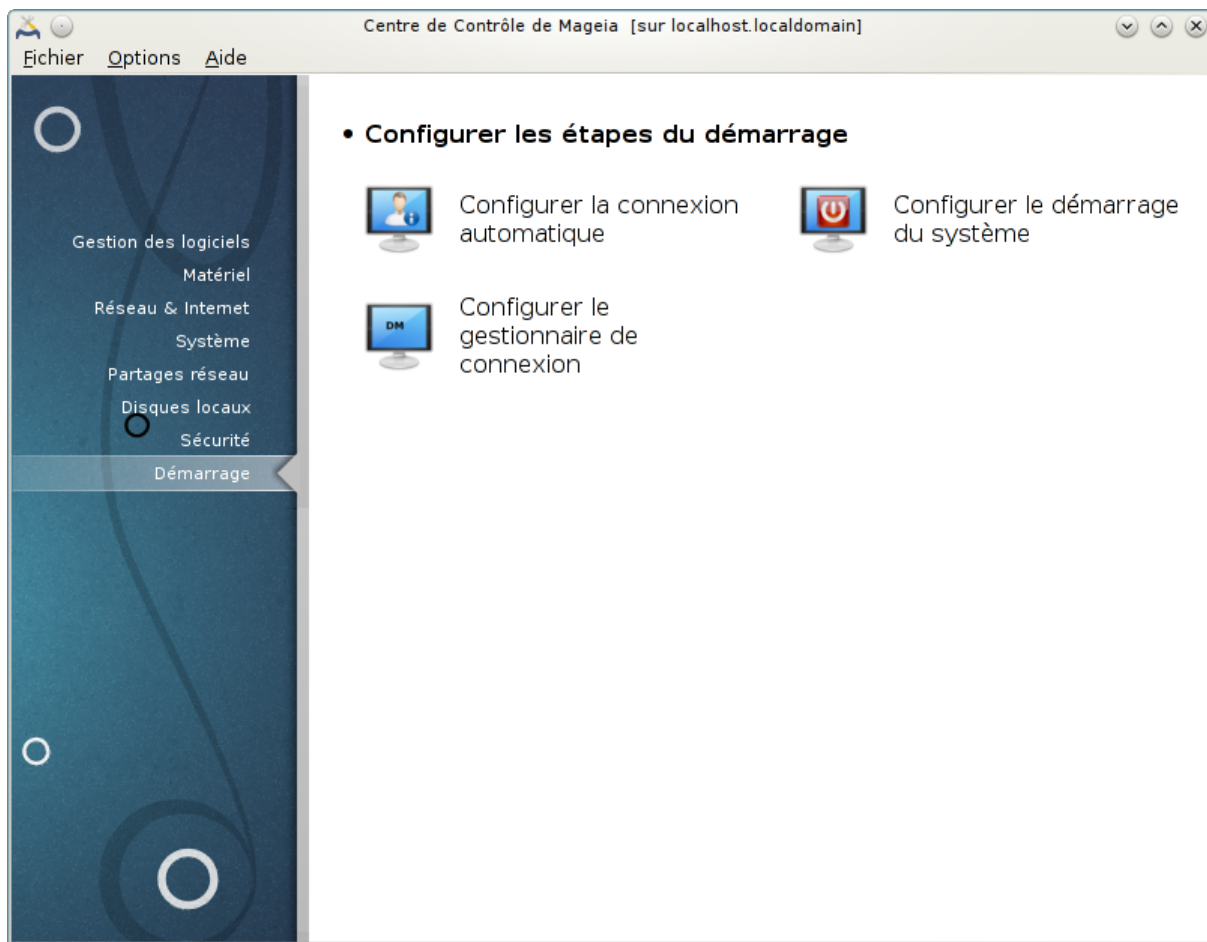 Centre de Contrôle de Mageia [sur localhost.localdomain]
Fichier Options Aide
Gestion des logiciels
Matériel
Réseau & Internet
Système
Partages réseau
Disques locaux
Sécurité
Démarrage
• Configurer les étapes du démarrage
Configurer la connexion
automatique
Configurer le démarrage
du système
DM
Configurer le
gestionnaire de
connexion